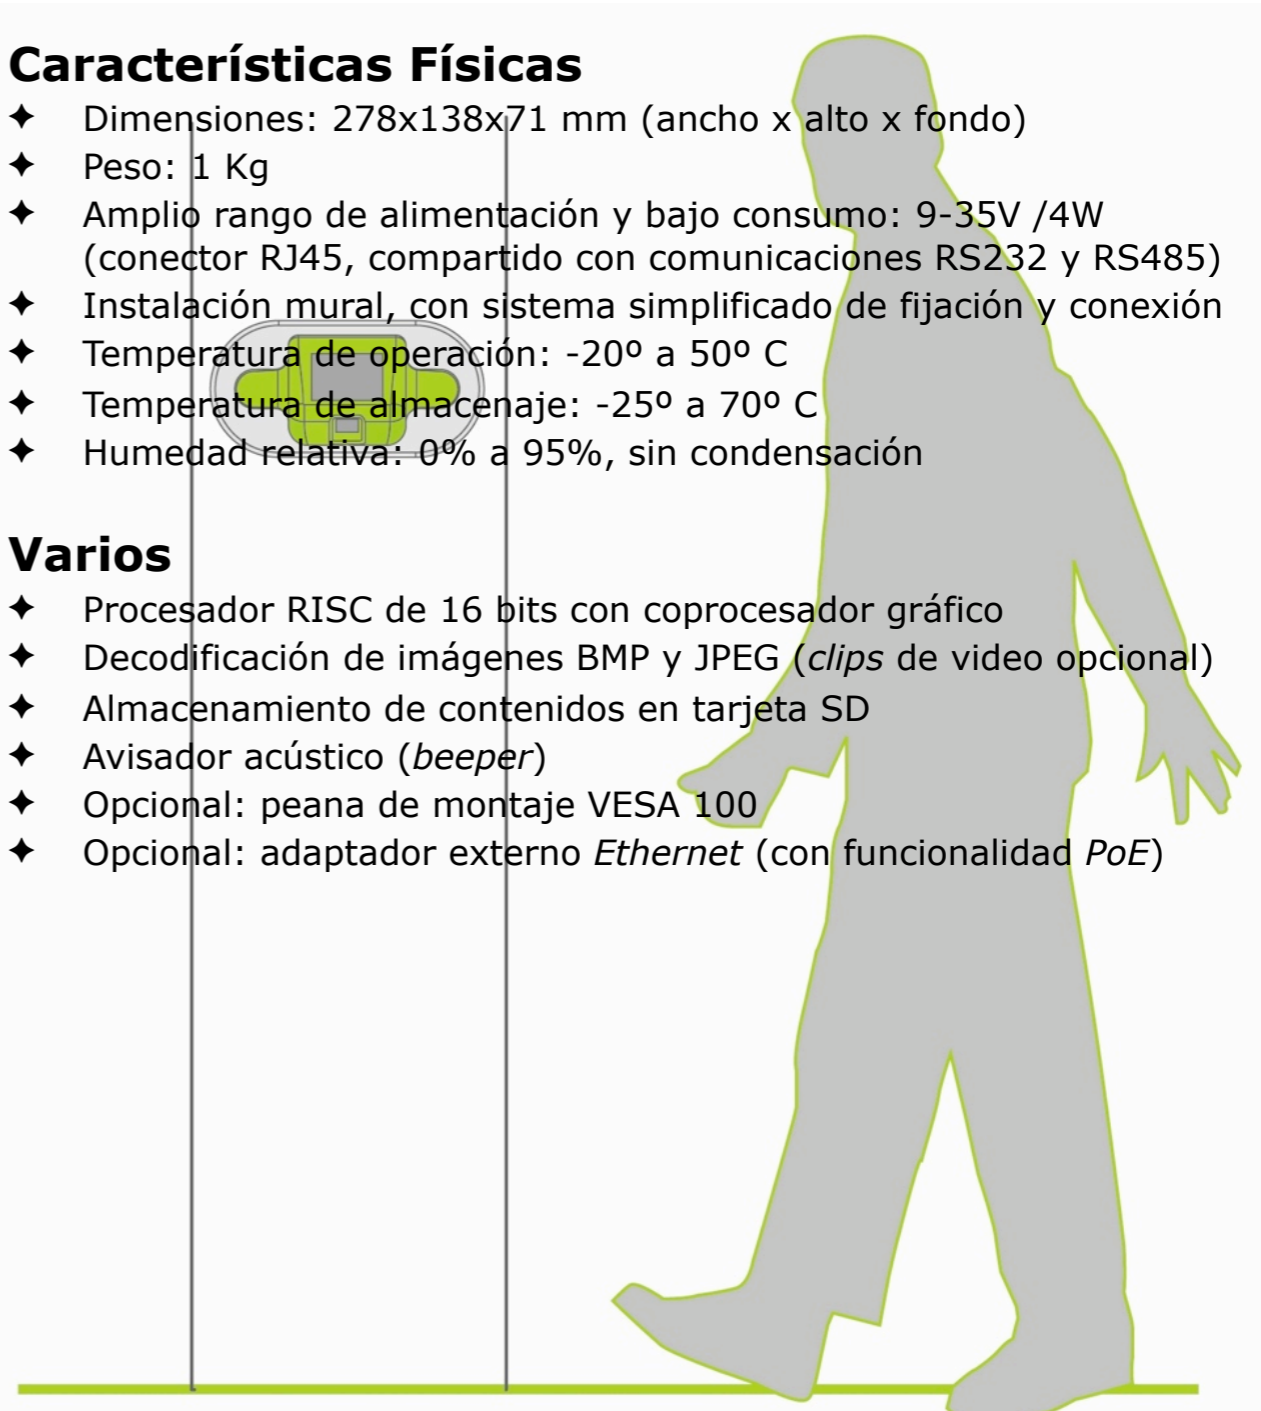 Características Físicas
✦ Dimensiones: 278x138x71 mm (ancho x alto x fondo)
✦ Peso: 1 Kg
✦ Amplio rango de alimentación y bajo consumo: 9-35V /4W
(conector RJ45, compartido con comunicaciones RS232 y RS485)
✦ Instalación mural, con sistema simplificado de fijación y conexión
✦ Temperatura de operación: -20º a 50º C
✦ Temperatura de almacenaje: -25º a 70º C
✦ Humedad relativa: 0% a 95%, sin condensación
Varios
✦ Procesador RISC de 16 bits con coprocesador gráfico
✦ Decodificación de imágenes BMP y JPEG (clips de video opcional)
✦ Almacenamiento de contenidos en tarjeta SD
✦ Avisador acústico (beeper)
✦ Opcional: peana de montaje VESA 100
✦ Opcional: adaptador externo Ethernet (con funcionalidad PoE)